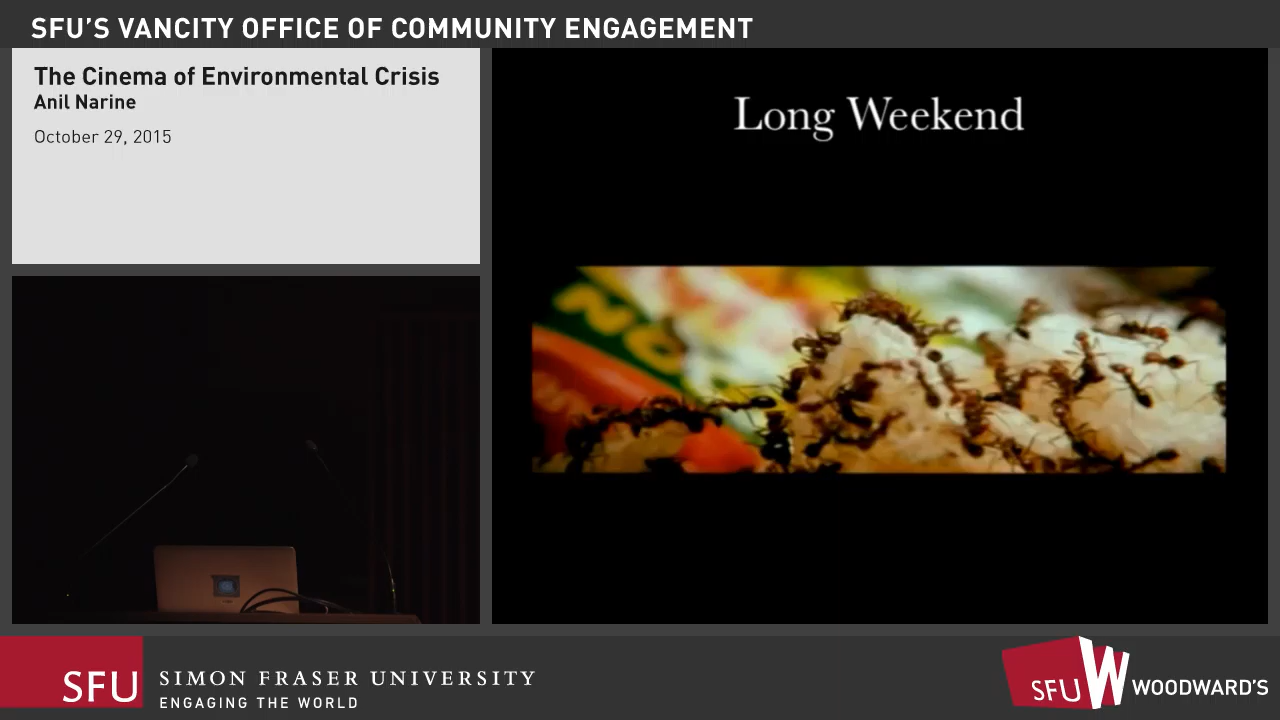 SFU'S VANCITY OFFICE OF COMMUNITY ENGAGEMENT
The Cinema of Environmental Crisis
Anil Narine
October 29, 2015
Long Weekend
NO
SFU
SIMON FRASER UNIVERSITY
ENGAGING THE WORLD
SFU W WOODWARD'S